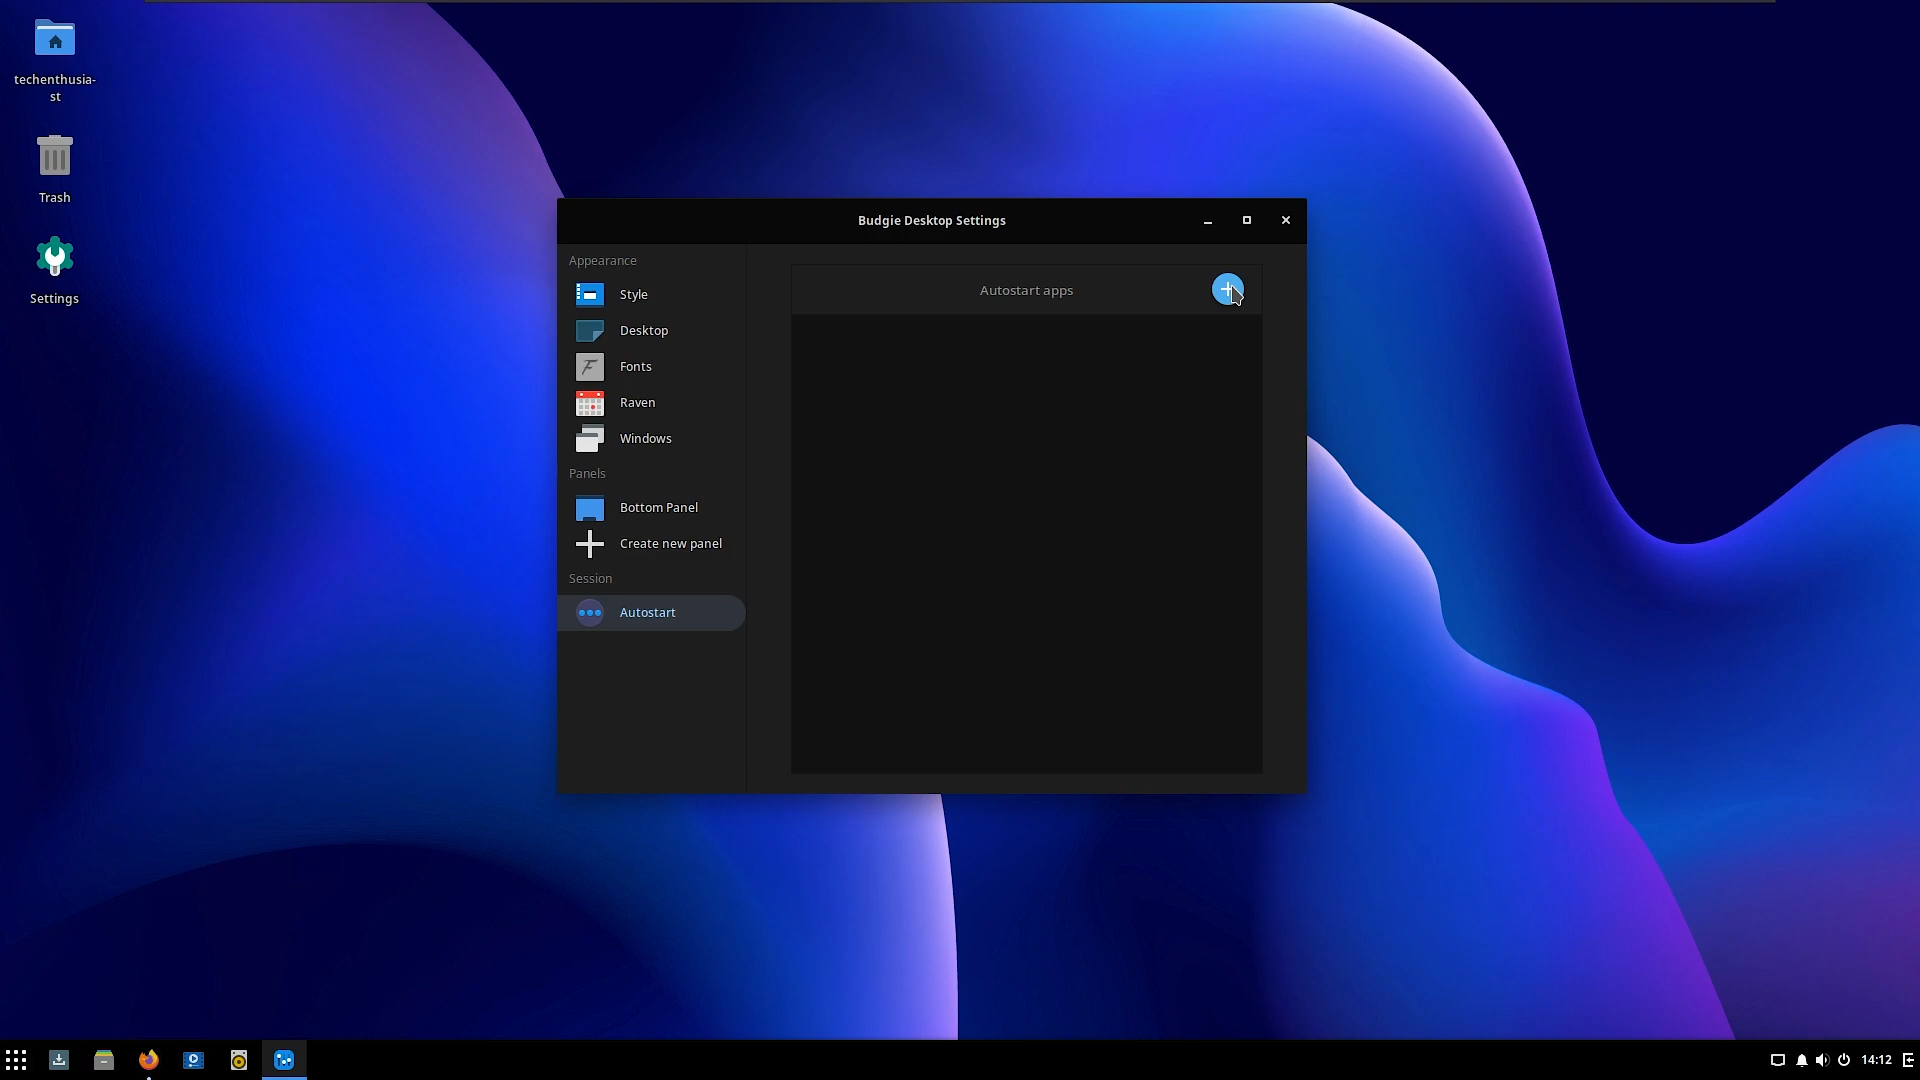 techenthusia-
st
Trash
Settings
Budgie Desktop Settings
Appearance
Style
Desktop
Fonts
Raven
Windows
Panels
Bottom Panel
Create new panel
Session
Autostart
Autostart apps
14:12